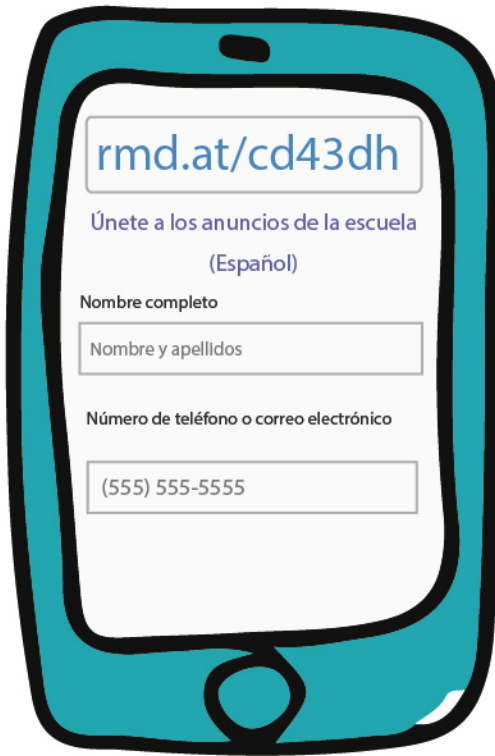 rmd.at/cd43dh
Únete a los anuncios de la escuela
(Español)
Nombre completo
Nombre y apellidos
Número de teléfono o correo electrónico
(555) 555-5555